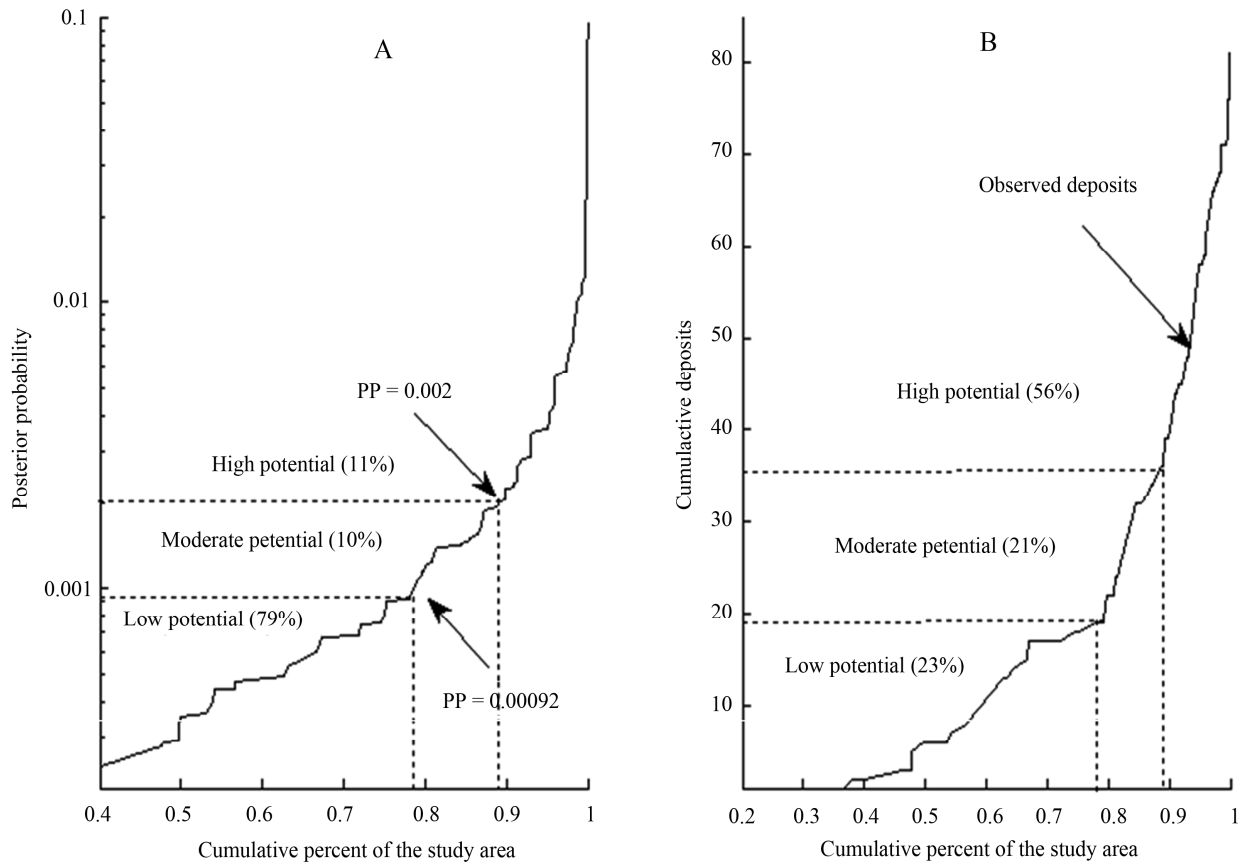 A
0.1
0.01
0.001
Posterior probability
PP = 0.002
High potential (11%)
Moderate petential (10%)
Low potential (79%)
PP = 0.00092
0.4 0.5 0.6 0.7 0.8 0.9 1
Cumulative percent of the study area
B
80
70
60
50
40
30
20
10
Cumulactive deposits
Observed deposits
High potential (56%)
Moderate petential (21%)
Low potential (23%)
0.2 0.3 0.4 0.5 0.6 0.7 0.8 0.9 1
Cumulative percent of the study area